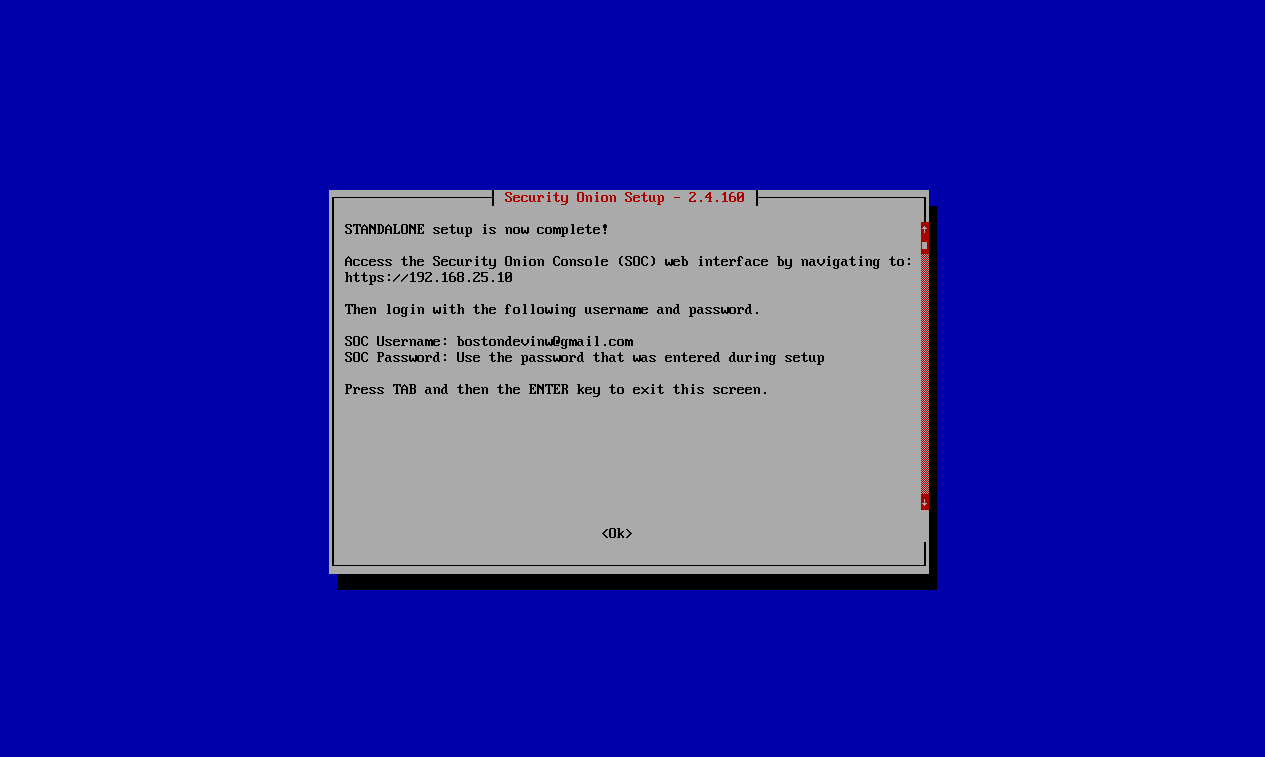 Security Onion Setup - 2.4.160
STANDALONE setup is now complete!
Access the Security Onion Console (SOC) web interface by navigating to:
https://192.168.25.10
Then login with the following username and password.
SOC Username: bostondevinw@gmail.com
SOC Password: Use the password that was entered during setup
Press TAB and then the ENTER key to exit this screen.
<Ok>